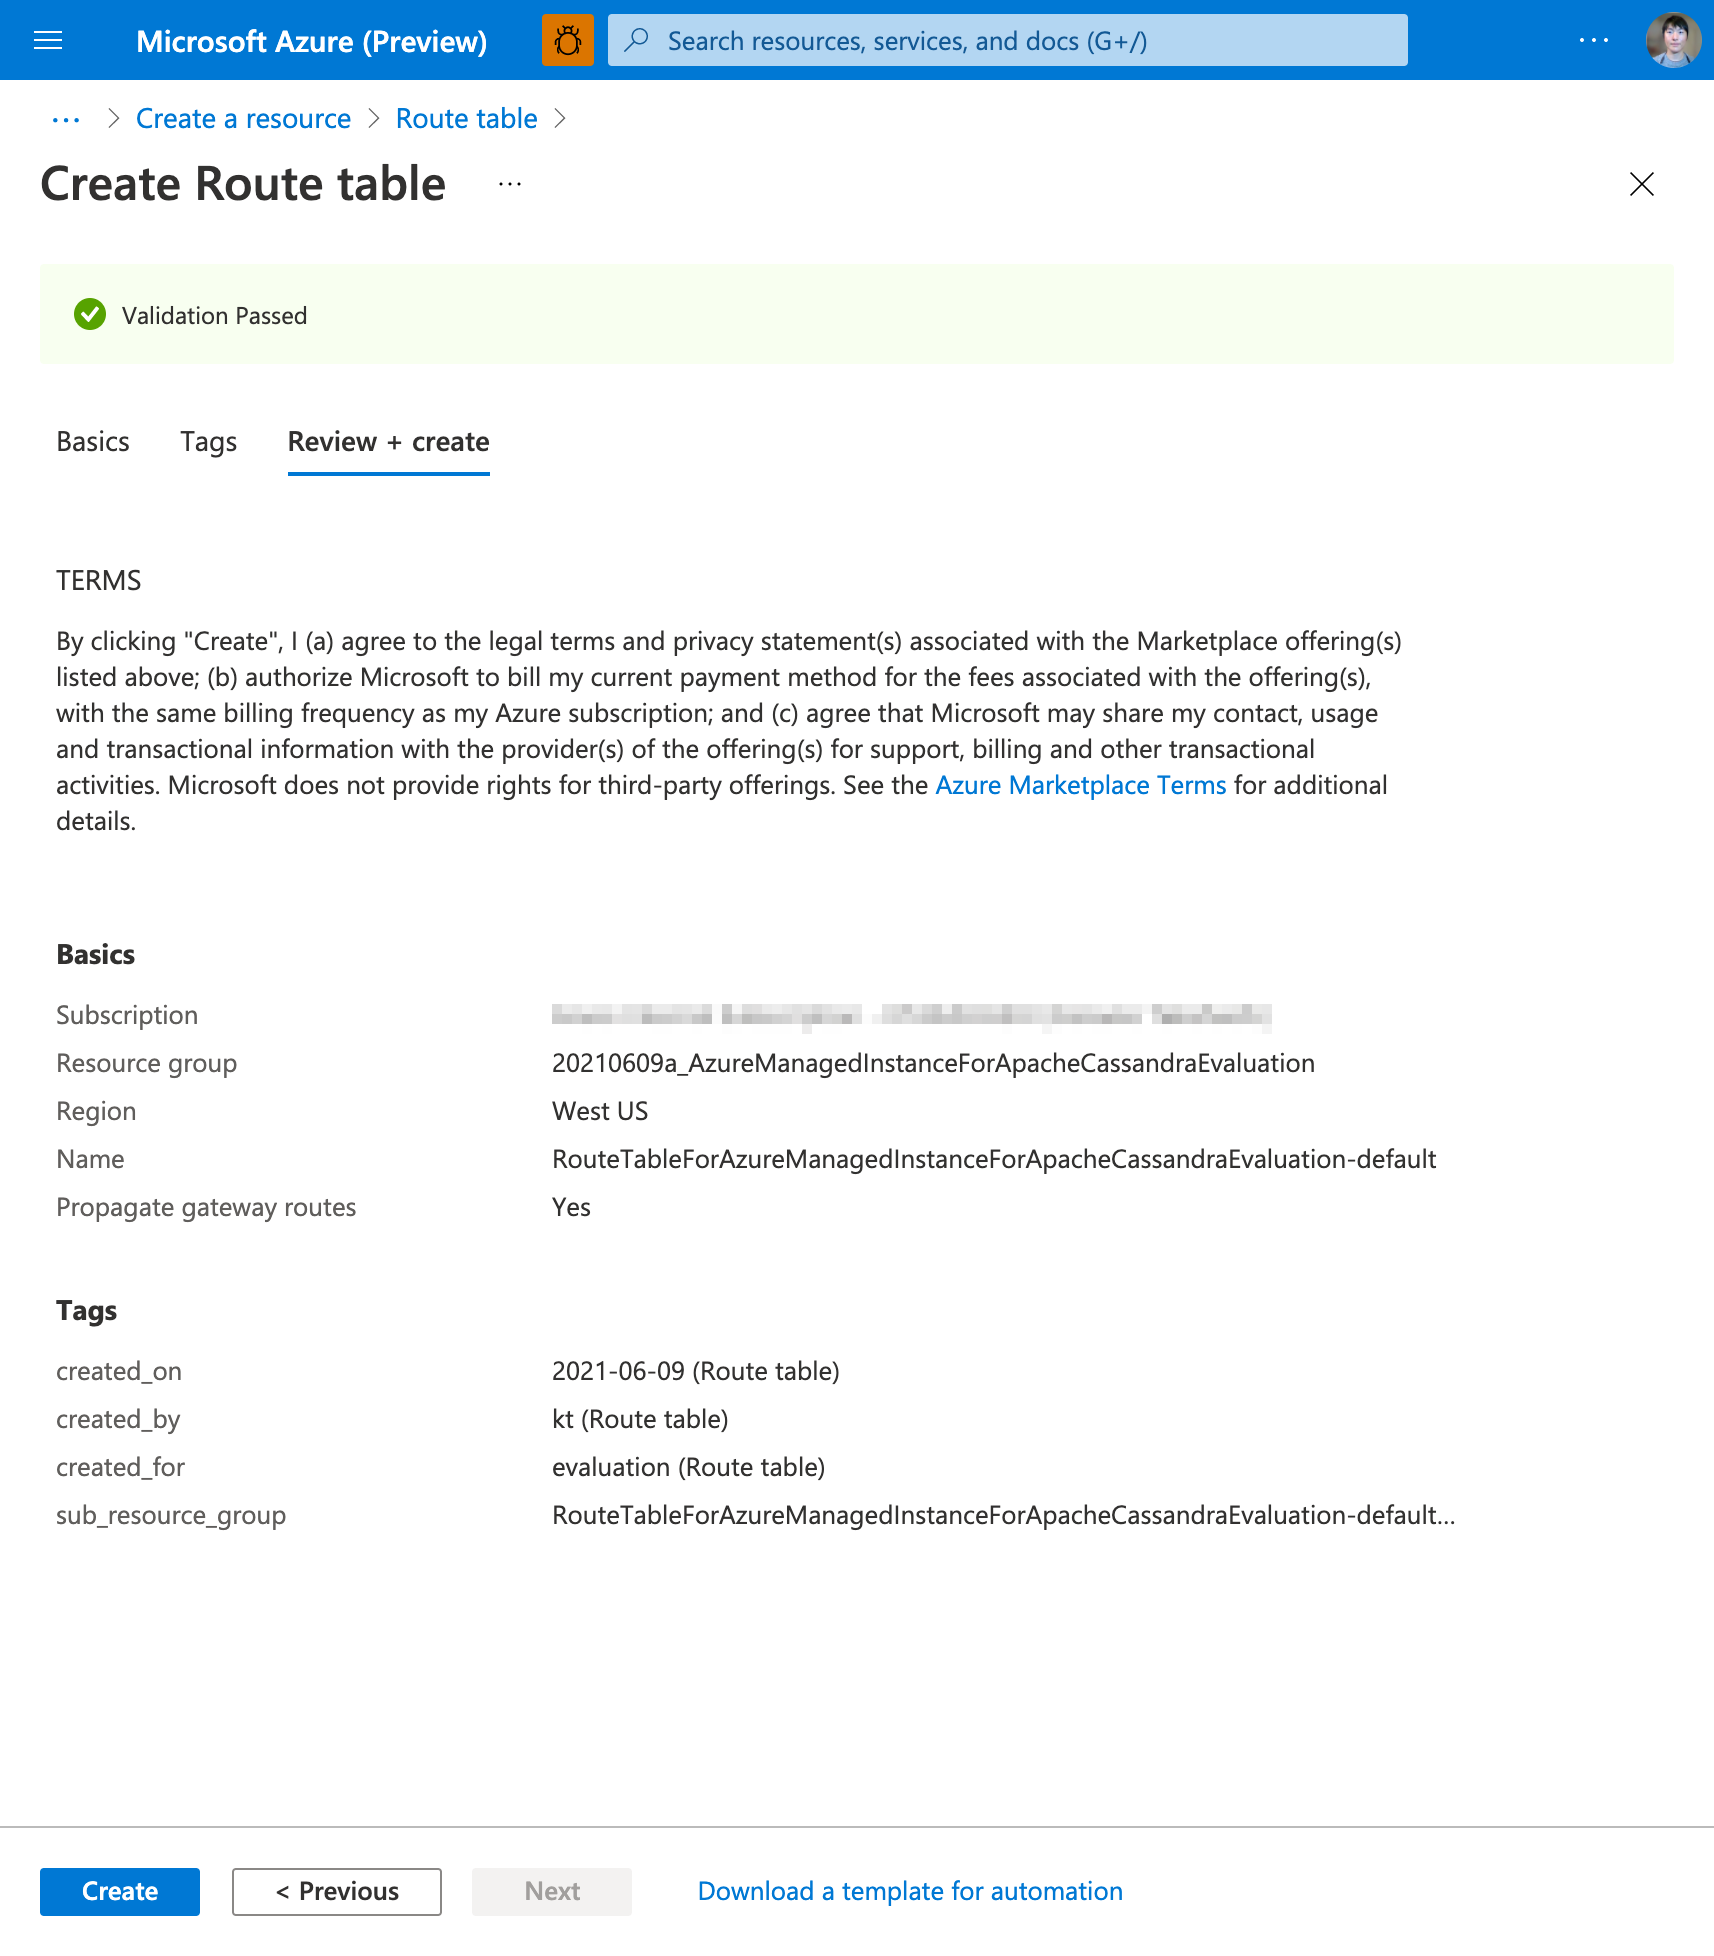 Microsoft Azure (Preview)
Search resources, services, and docs (G+/)
Create a resource
Route table
Create Route table
Validation Passed
Basics
Tags
Review + create
TERMS
By clicking "Create", I (a) agree to the legal terms and privacy statement(s) associated with the Marketplace offering(s)
listed above; (b) authorize Microsoft to bill my current payment method for the fees associated with the offering(s),
with the same billing frequency as my Azure subscription; and (c) agree that Microsoft may share my contact, usage
and transactional information with the provider(s) of the offering(s) for support, billing and other transactional
activities. Microsoft does not provide rights for third-party offerings. See the Azure Marketplace Terms for additional
details.
Basics
Subscription
Resource group 20210609a_AzureManagedInstanceForApacheCassandraEvaluation
Region West US
Name RouteTableForAzureManagedInstanceForApacheCassandraEvaluation-default
Propagate gateway routes Yes
Tags
created_on 2021-06-09 (Route table)
created_by kt (Route table)
created_for evaluation (Route table)
sub_resource_group RouteTableForAzureManagedInstanceForApacheCassandraEvaluation-default...
Create
< Previous
Next
Download a template for automation